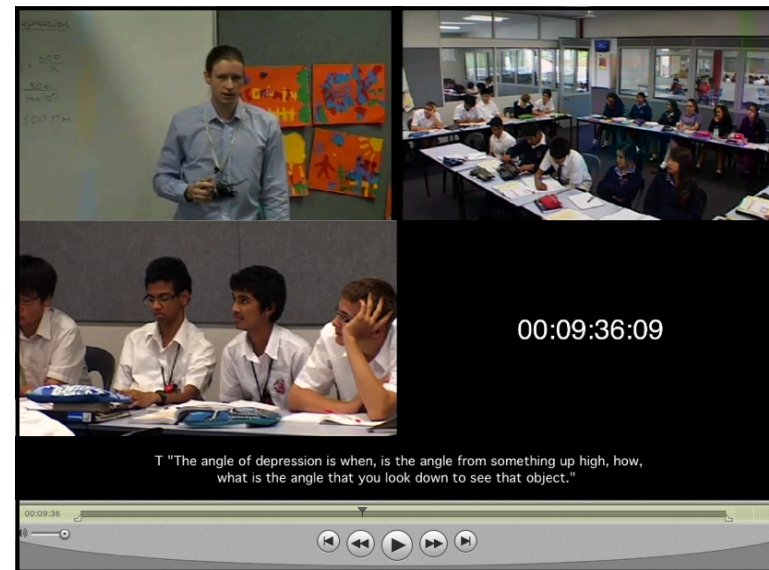 00:09:36:09
T "The angle of depression is when, is the angle from something up high, how,
what is the angle that you look down to see that object."
00:09:36